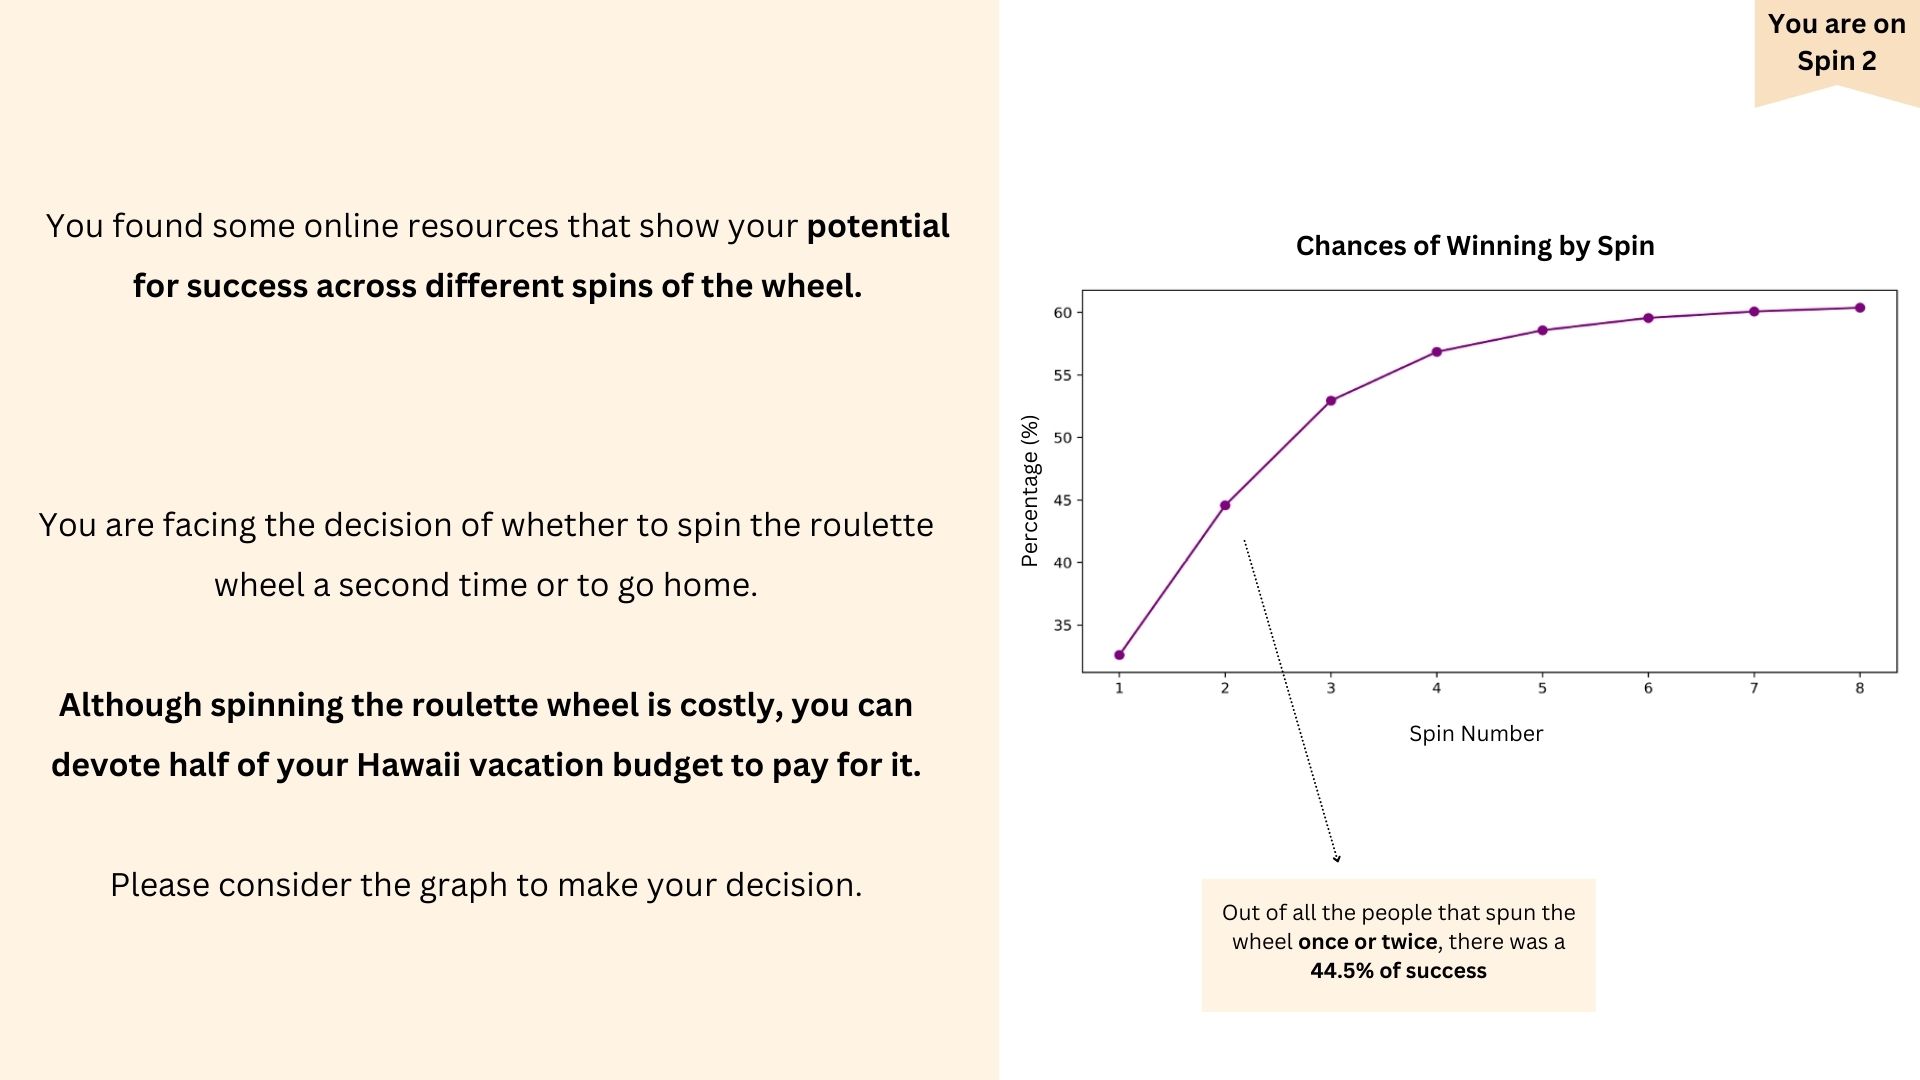 You are on
Spin 2
You found some online resources that show your potential
for success across different spins of the wheel.
You are facing the decision of whether to spin the roulette
wheel a second time or to go home.
Although spinning the roulette wheel is costly, you can
devote half of your Hawaii vacation budget to pay for it.
Please consider the graph to make your decision.
Chances of Winning by Spin
Percentage (%)
60
55
50
45
40
35
1 2 3 4 5 6 7 8
Spin Number
Out of all the people that spun the
wheel once or twice, there was a
44.5% of success